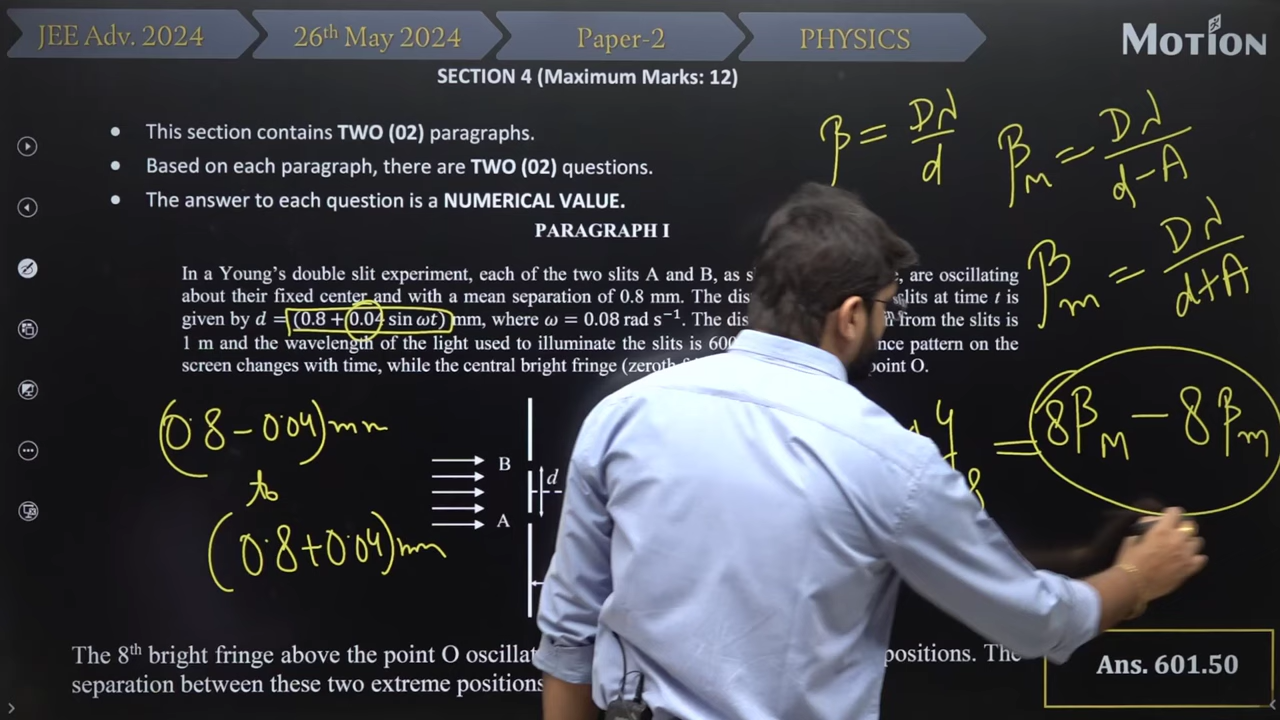 JEE Adv. 2024
26th May 2024
Paper-2
PHYSICS
MOTION
SECTION 4 (Maximum Marks: 12)
• This section contains TWO (02) paragraphs.
• Based on each paragraph, there are TWO (02) questions.
• The answer to each question is a NUMERICAL VALUE.
PARAGRAPH I
In a Young's double slit experiment, each of the two slits A and B, as are oscillating
about their fixed center and with a mean separation of 0.8 mm. The slits at time t is
given by d = (0.8 + 0.04 sin ωt) mm, where ω = 0.08 rad s⁻¹. The from the slits is
1 m and the wavelength of the light used to illuminate the slits is pattern on the
screen changes with time, while the central bright fringe point O.
β = Dλ/d
β_M = Dλ/(d-A)
β_m = Dλ/(d+A)
= 8β_M - 8β_m
(0.8 - 0.04) mm
to
(0.8 + 0.04) mm
B
d
A
The 8th bright fringe above the point O positions. The
separation between these two extreme positions
Ans. 601.50